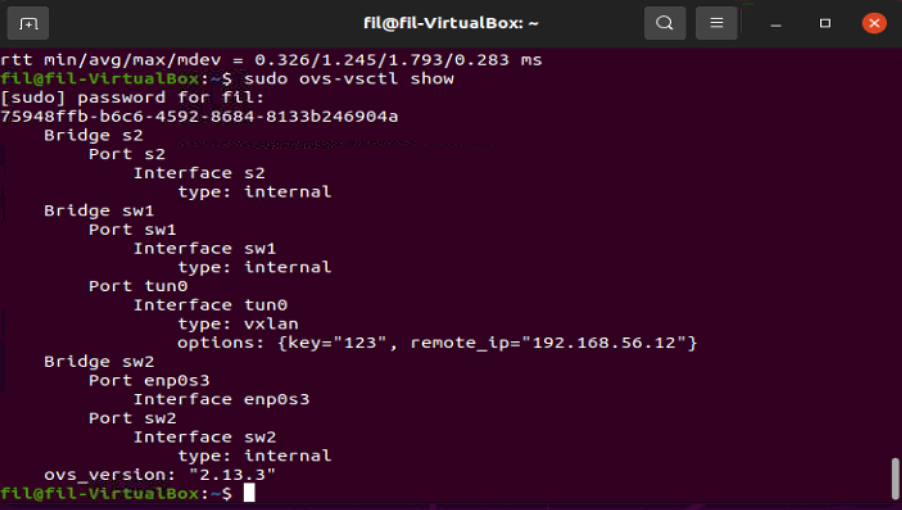 fil@fil-VirtualBox: ~
rtt min/avg/max/mdev = 0.326/1.245/1.793/0.283 ms
fil@fil-VirtualBox:~$ sudo ovs-vsctl show
[sudo] password for fil:
75948ffb-b6c6-4592-8684-8133b246904a
    Bridge s2
        Port s2
            Interface s2
                type: internal
    Bridge sw1
        Port sw1
            Interface sw1
                type: internal
        Port tun0
            Interface tun0
                type: vxlan
                options: {key="123", remote_ip="192.168.56.12"}
    Bridge sw2
        Port enp0s3
            Interface enp0s3
        Port sw2
            Interface sw2
                type: internal
    ovs_version: "2.13.3"
fil@fil-VirtualBox:~$